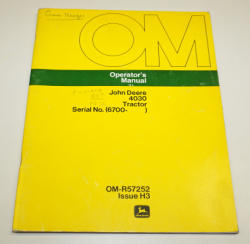 OM
Operator's
Manual
John Deere
4030
Tractor
Serial No. (6700- )
OM-R57252
Issue H3